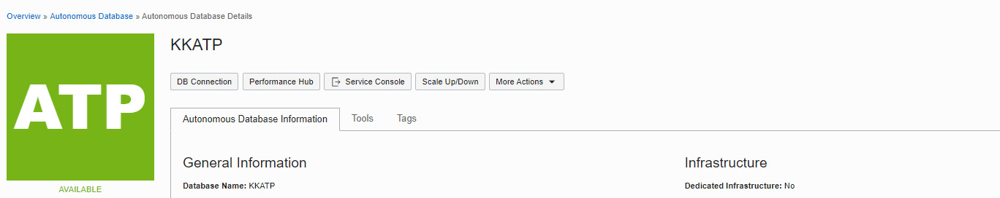 Overview » Autonomous Database » Autonomous Database Details
ATP
AVAILABLE
KKATP
DB Connection Performance Hub Service Console Scale Up/Down More Actions
Autonomous Database Information Tools Tags
General Information
Database Name: KKATP
Infrastructure
Dedicated Infrastructure: No